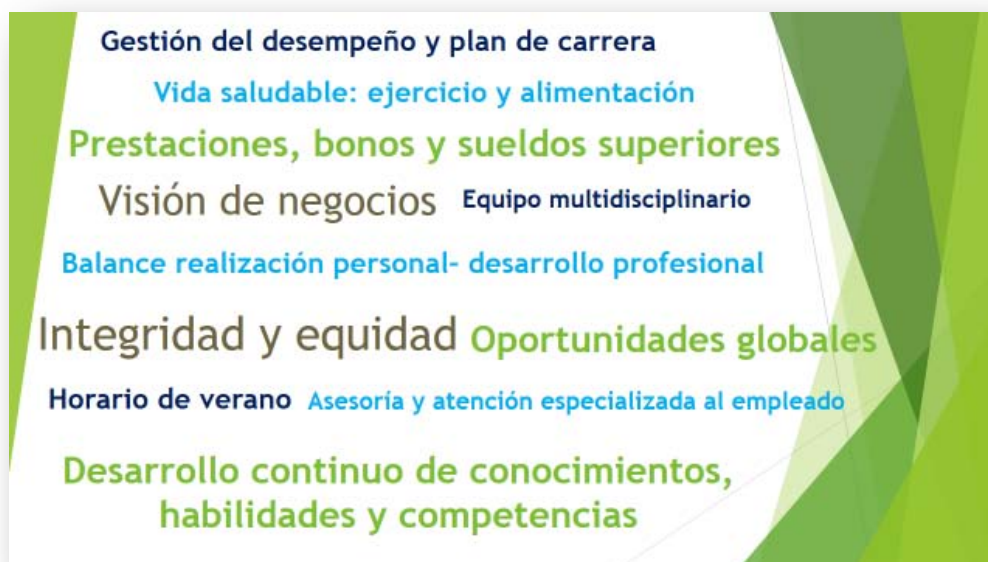 Gestión del desempeño y plan de carrera
Vida saludable: ejercicio y alimentación
Prestaciones, bonos y sueldos superiores
Visión de negocios Equipo multidisciplinario
Balance realización personal- desarrollo profesional
Integridad y equidad Oportunidades globales
Horario de verano Asesoría y atención especializada al empleado
Desarrollo continuo de conocimientos,
habilidades y competencias